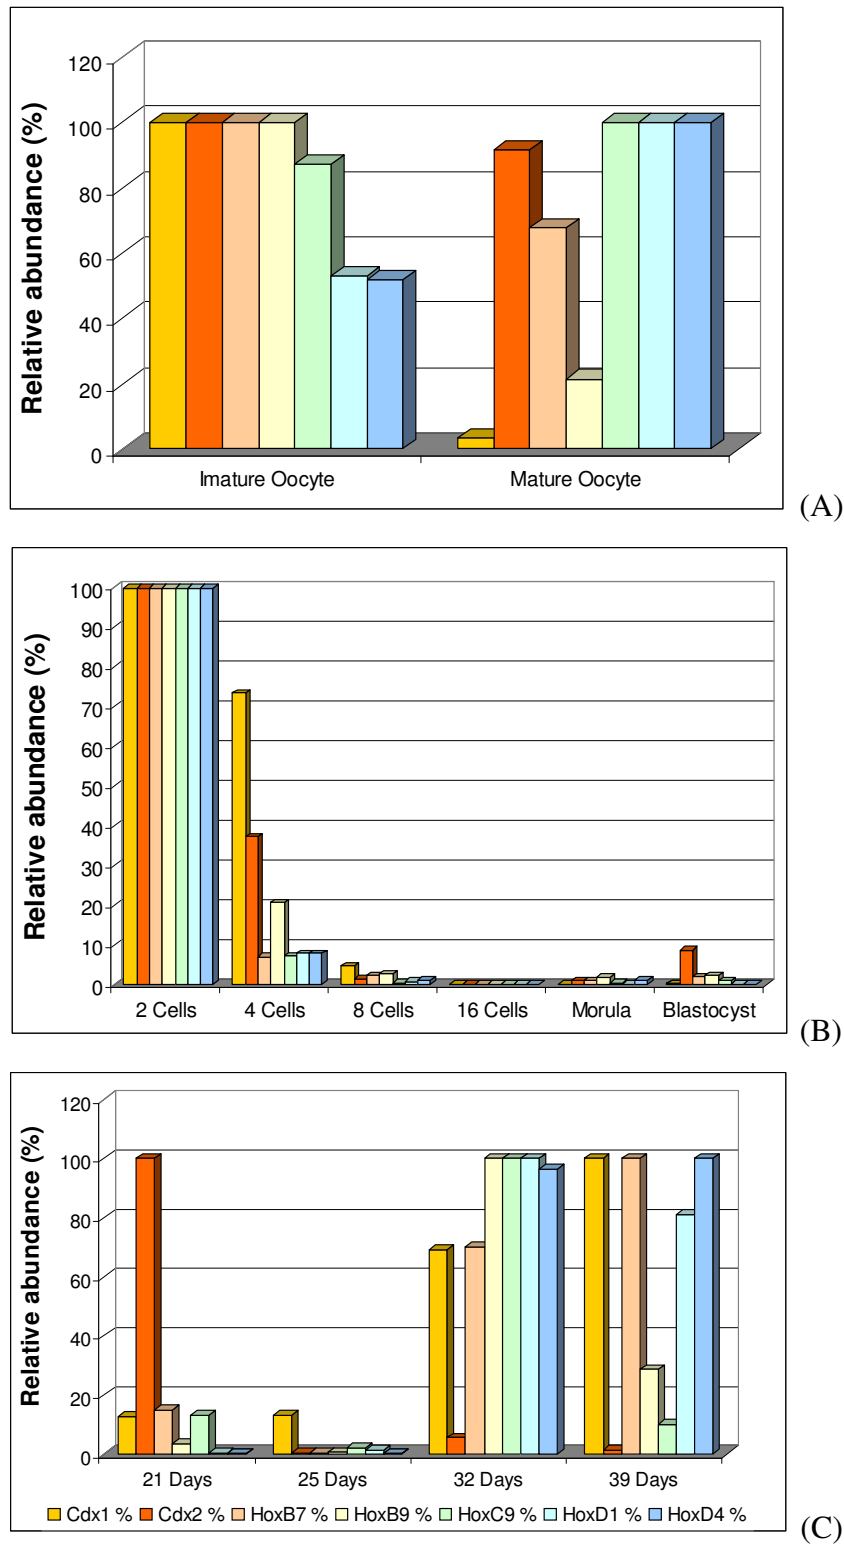 Relative abundance (%)
120
100
80
60
40
20
0
Imature Oocyte Mature Oocyte
(A)
Relative abundance (%)
100
90
80
70
60
50
40
30
20
10
0
2 Cells 4 Cells 8 Cells 16 Cells Morula Blastocyst
(B)
Relative abundance (%)
120
100
80
60
40
20
0
21 Days 25 Days 32 Days 39 Days
Cdx1 % Cdx2 % HoxB7 % HoxB9 % HoxC9 % HoxD1 % HoxD4 %
(C)